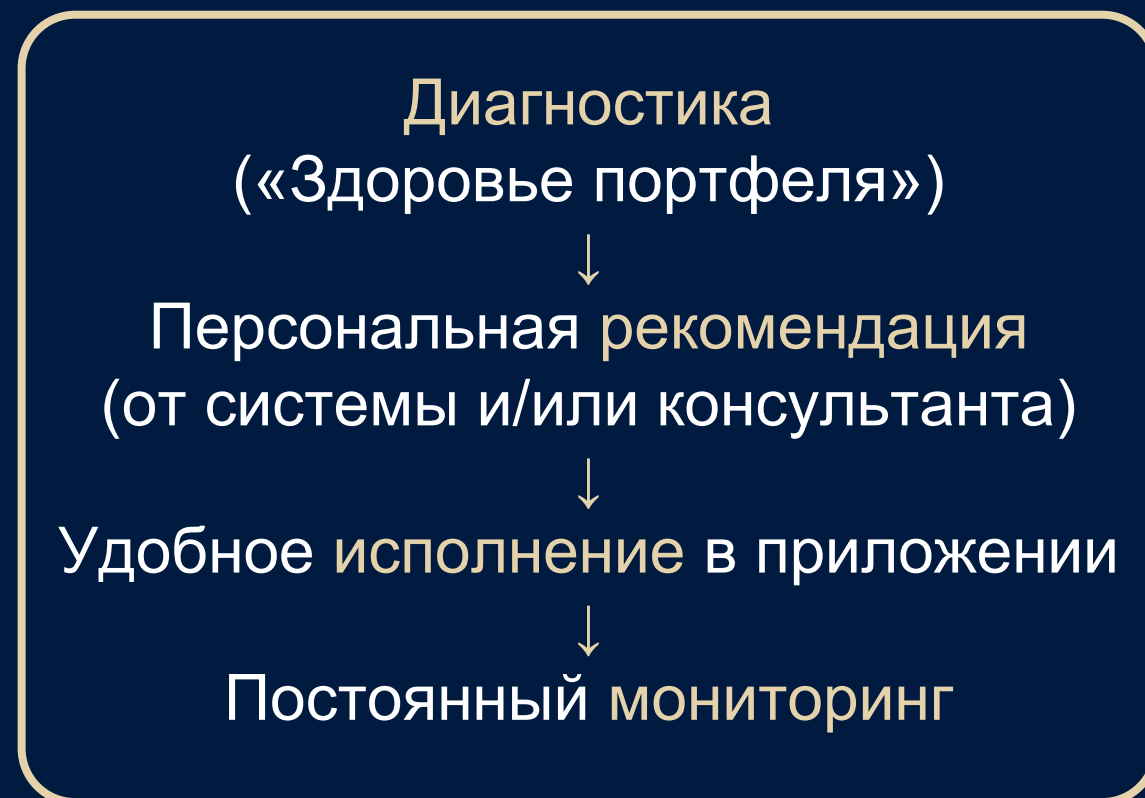 Диагностика
(«Здоровье портфеля»)
↓
Персональная рекомендация
(от системы и/или консультанта)
↓
Удобное исполнение в приложении
↓
Постоянный мониторинг